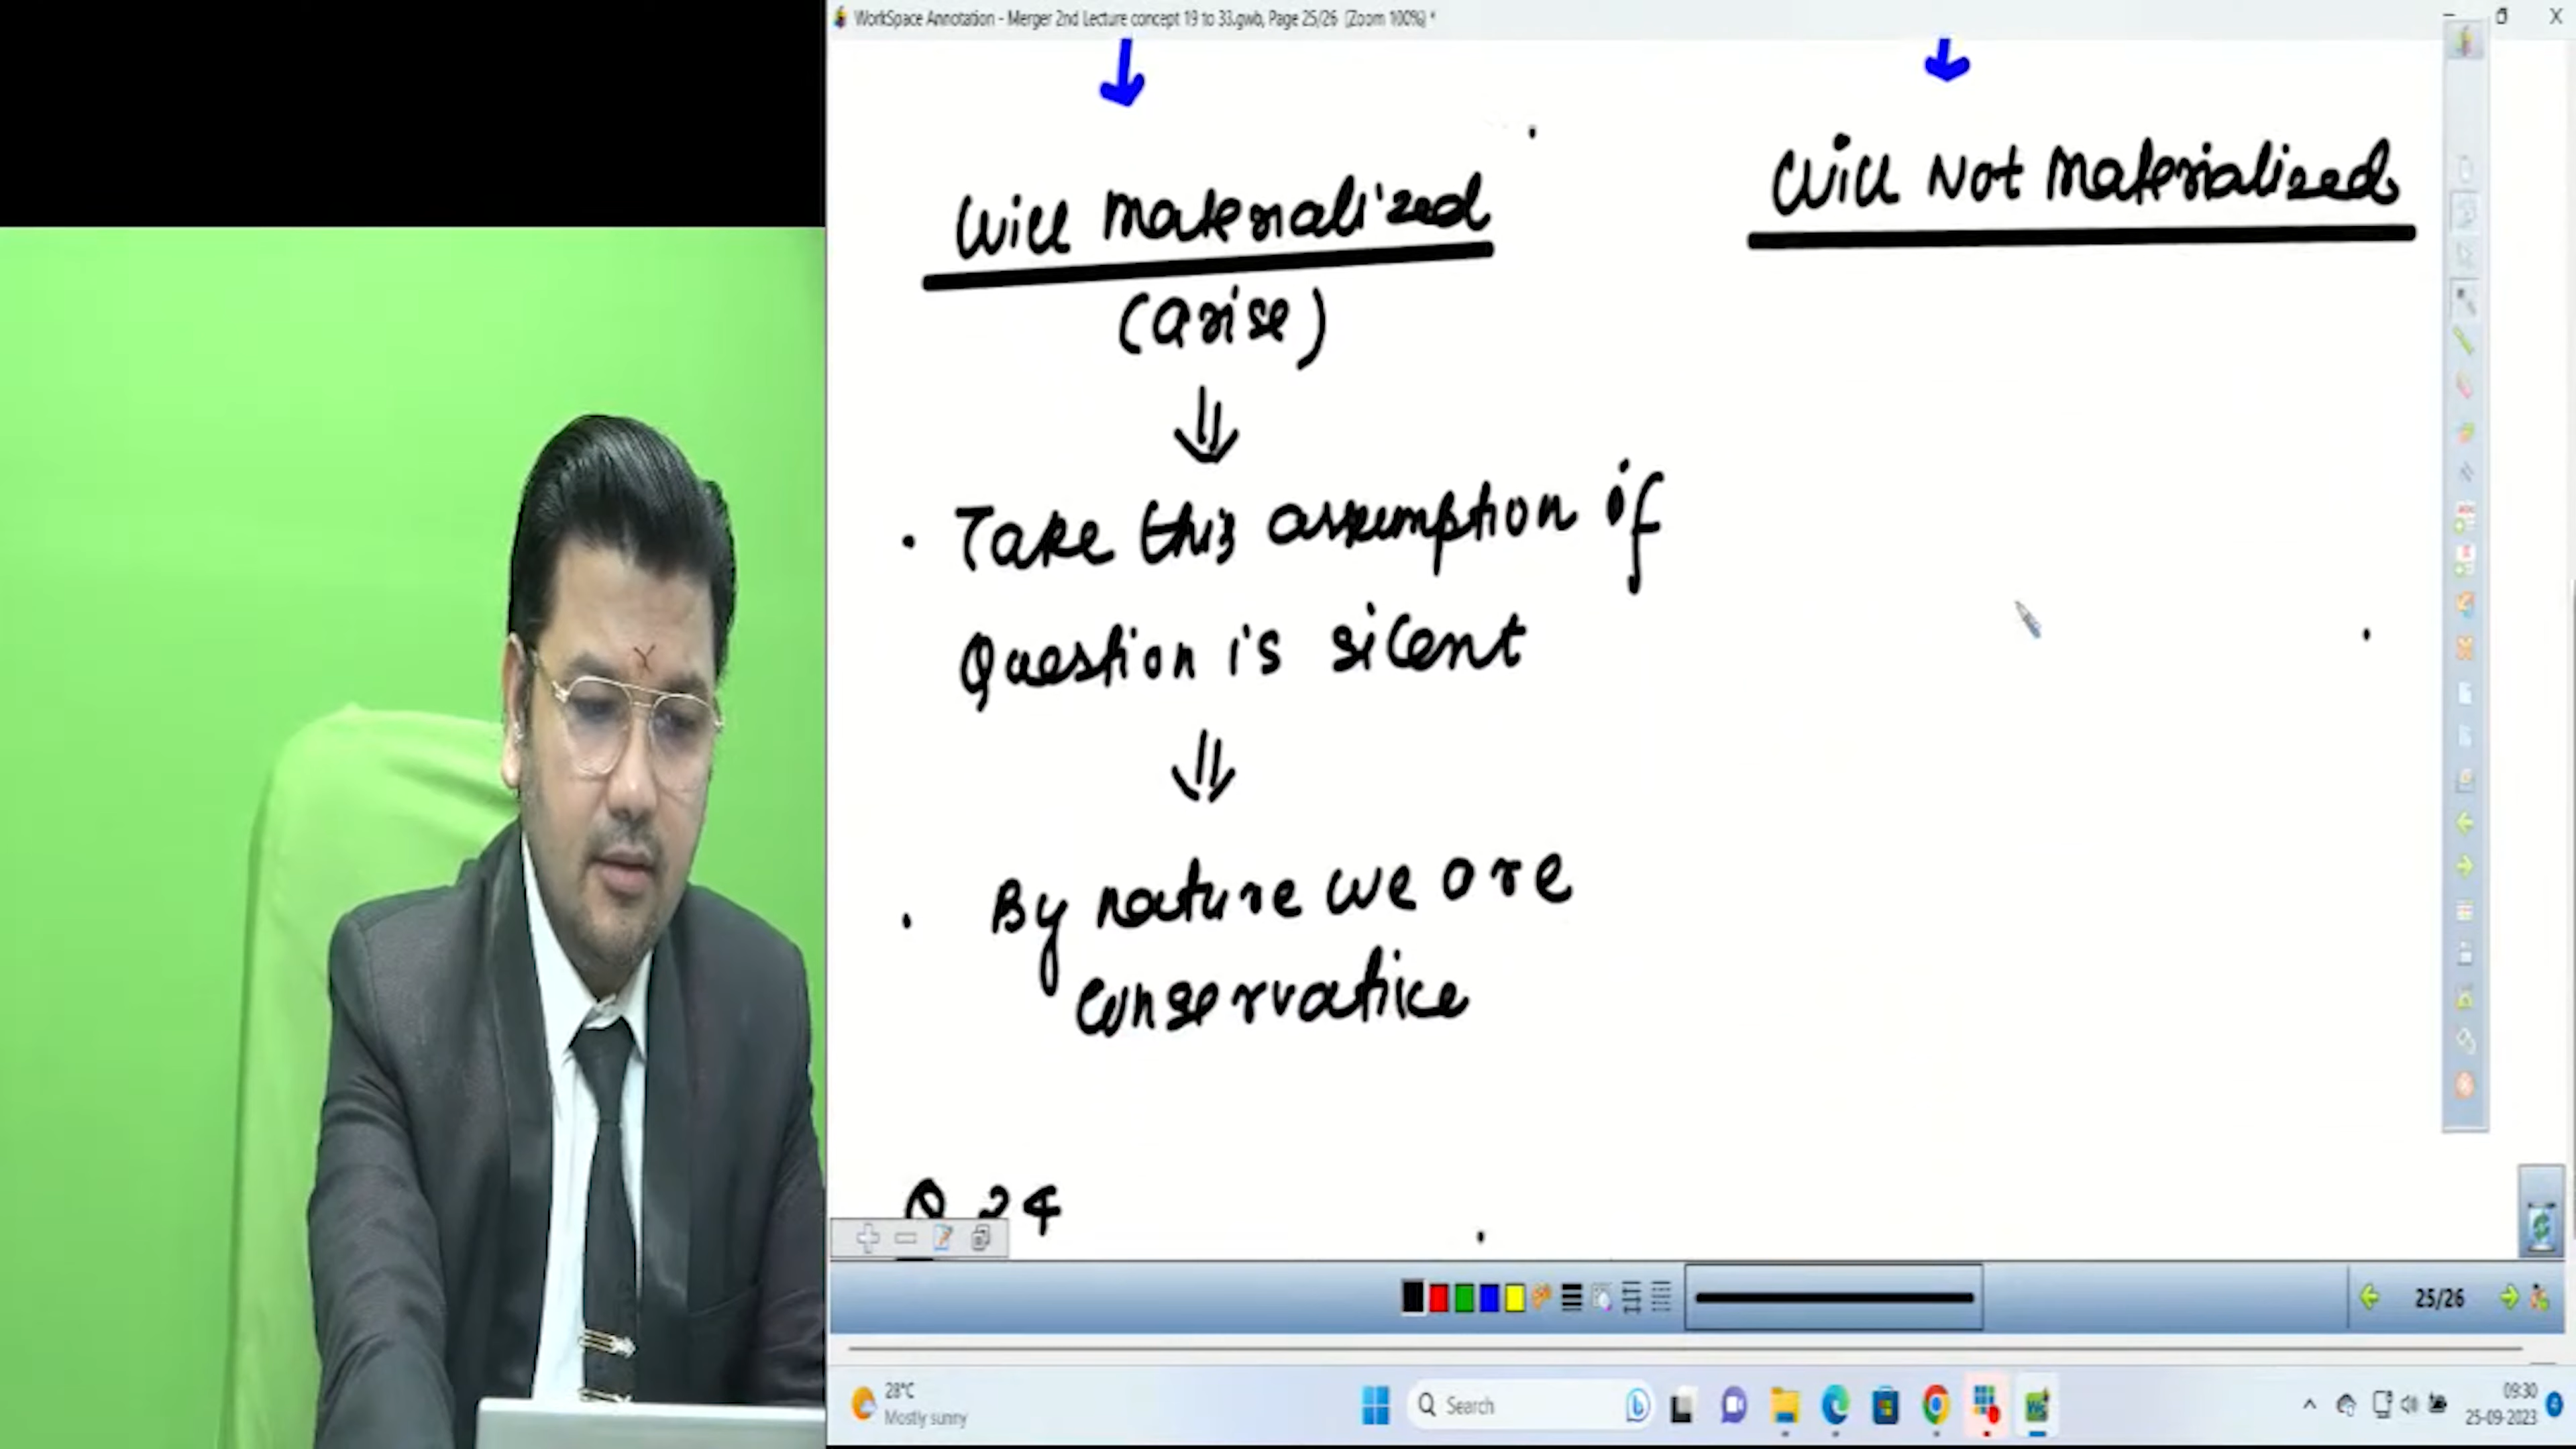 WorkSpace Annotation - Merger 2nd Lecture concept 19 to 33.gwb, Page 25/26 (Zoom 100%) *
Will Materialized
Will Not Materialized
(arise)
. Take this assumption if
Question is silent
. By nature we are
conservative
Q 24
25/26
28°C
Mostly sunny
Search
09:30
25-09-2023